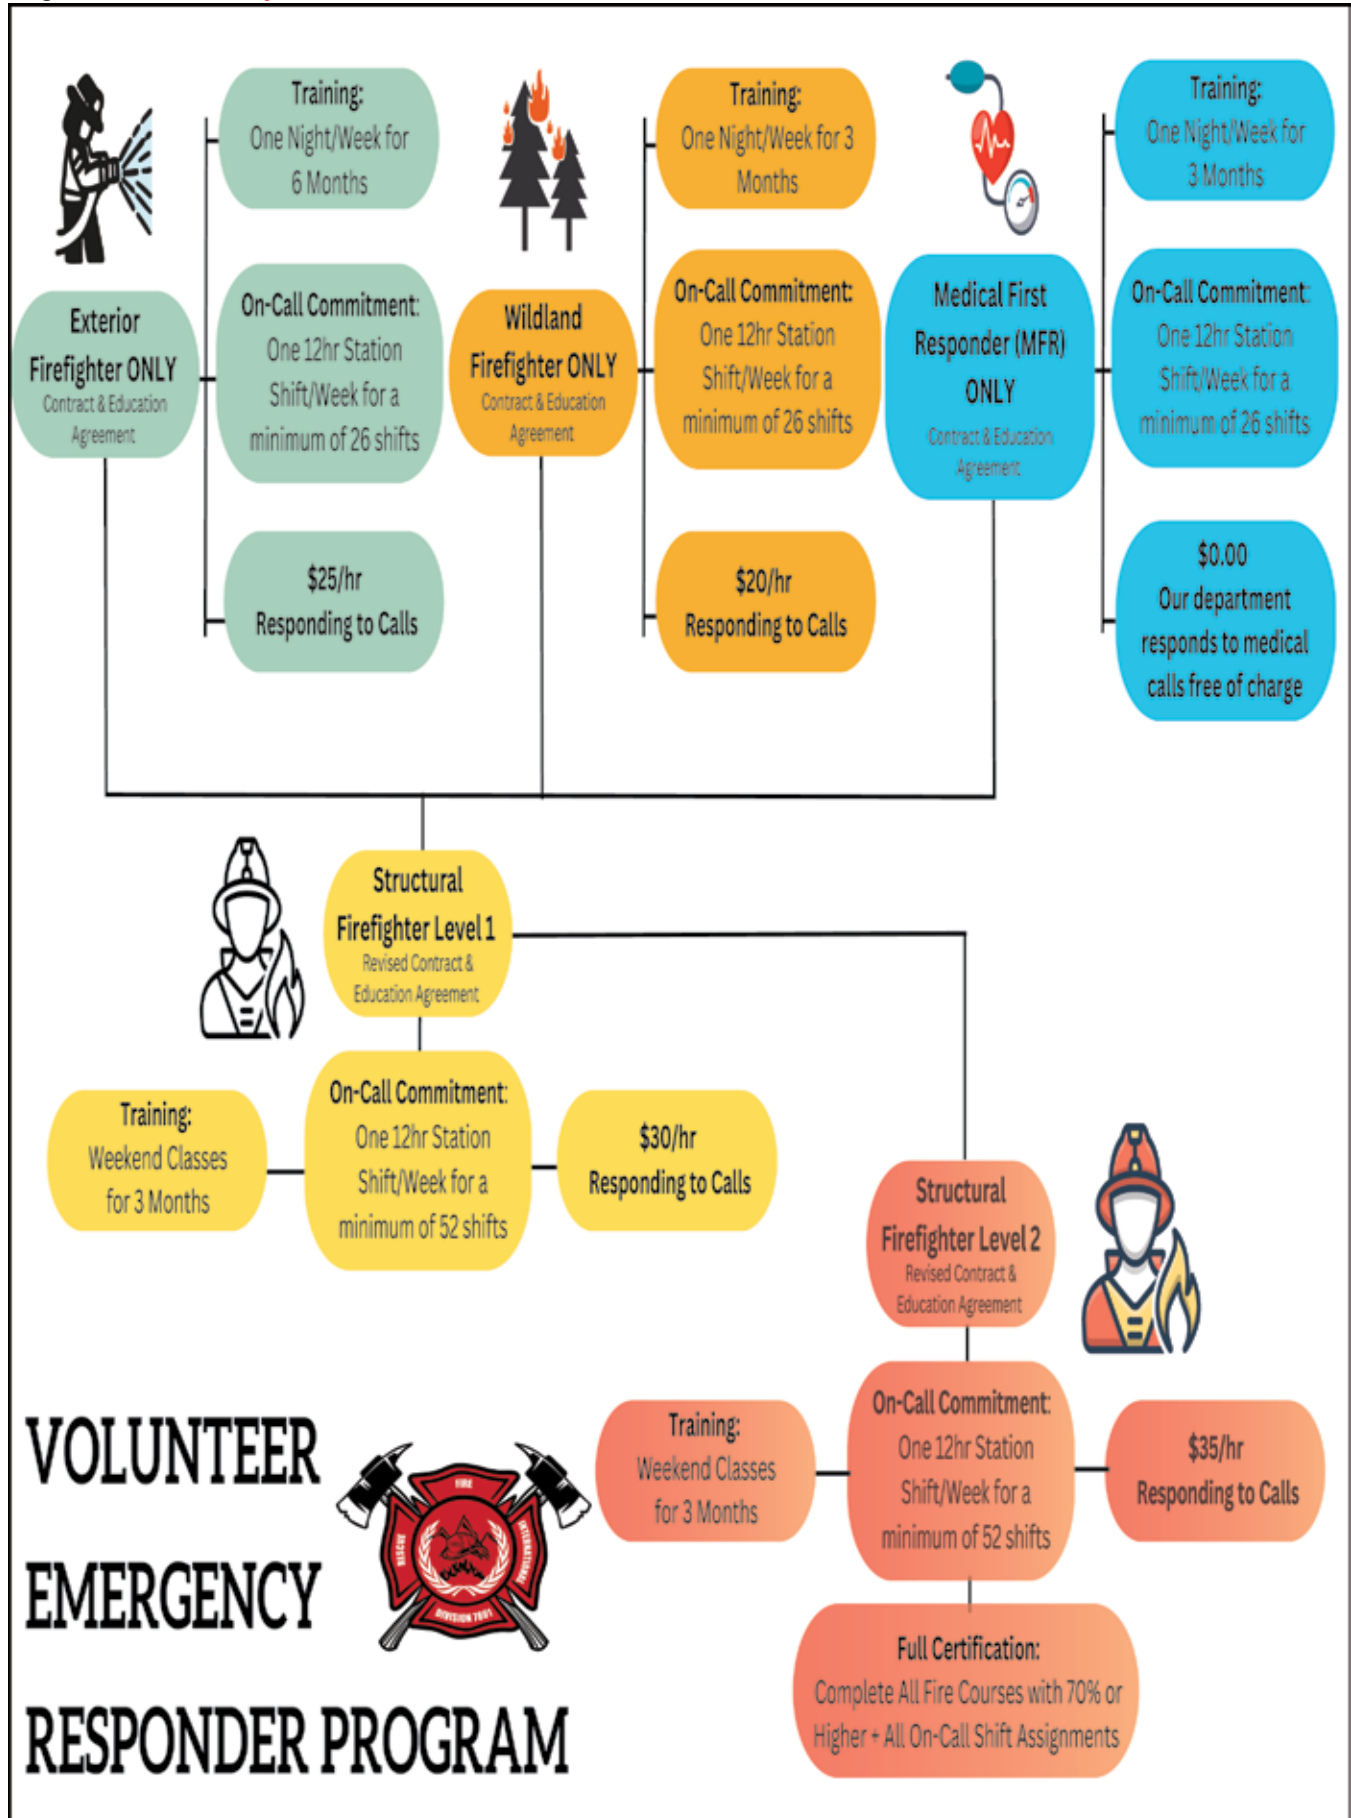 Training:
One Night/Week for
6 Months
Exterior
Firefighter ONLY
Contract & Education
Agreement
On-Call Commitment:
One 12hr Station
Shift/Week for a
minimum of 26 shifts
$25/hr
Responding to Calls
Training:
One Night/Week for 3
Months
Wildland
Firefighter ONLY
Contract & Education
Agreement
On-Call Commitment:
One 12hr Station
Shift/Week for a
minimum of 26 shifts
$20/hr
Responding to Calls
Training:
One Night/Week for
3 Months
Medical First
Responder (MFR)
ONLY
Contract & Education
Agreement
On-Call Commitment:
One 12hr Station
Shift/Week for a
minimum of 26 shifts
$0.00
Our department
responds to medical
calls free of charge
Structural
Firefighter Level 1
Revised Contract &
Education Agreement
Training:
Weekend Classes
for 3 Months
On-Call Commitment:
One 12hr Station
Shift/Week for a
minimum of 52 shifts
$30/hr
Responding to Calls
Structural
Firefighter Level 2
Revised Contract &
Education Agreement
Training:
Weekend Classes
for 3 Months
On-Call Commitment:
One 12hr Station
Shift/Week for a
minimum of 52 shifts
$35/hr
Responding to Calls
Full Certification:
Complete All Fire Courses with 70% or
Higher + All On-Call Shift Assignments
VOLUNTEER
EMERGENCY
RESPONDER PROGRAM
FIRE
RESCUE
INTERNATIONAL
DIVISION 7801